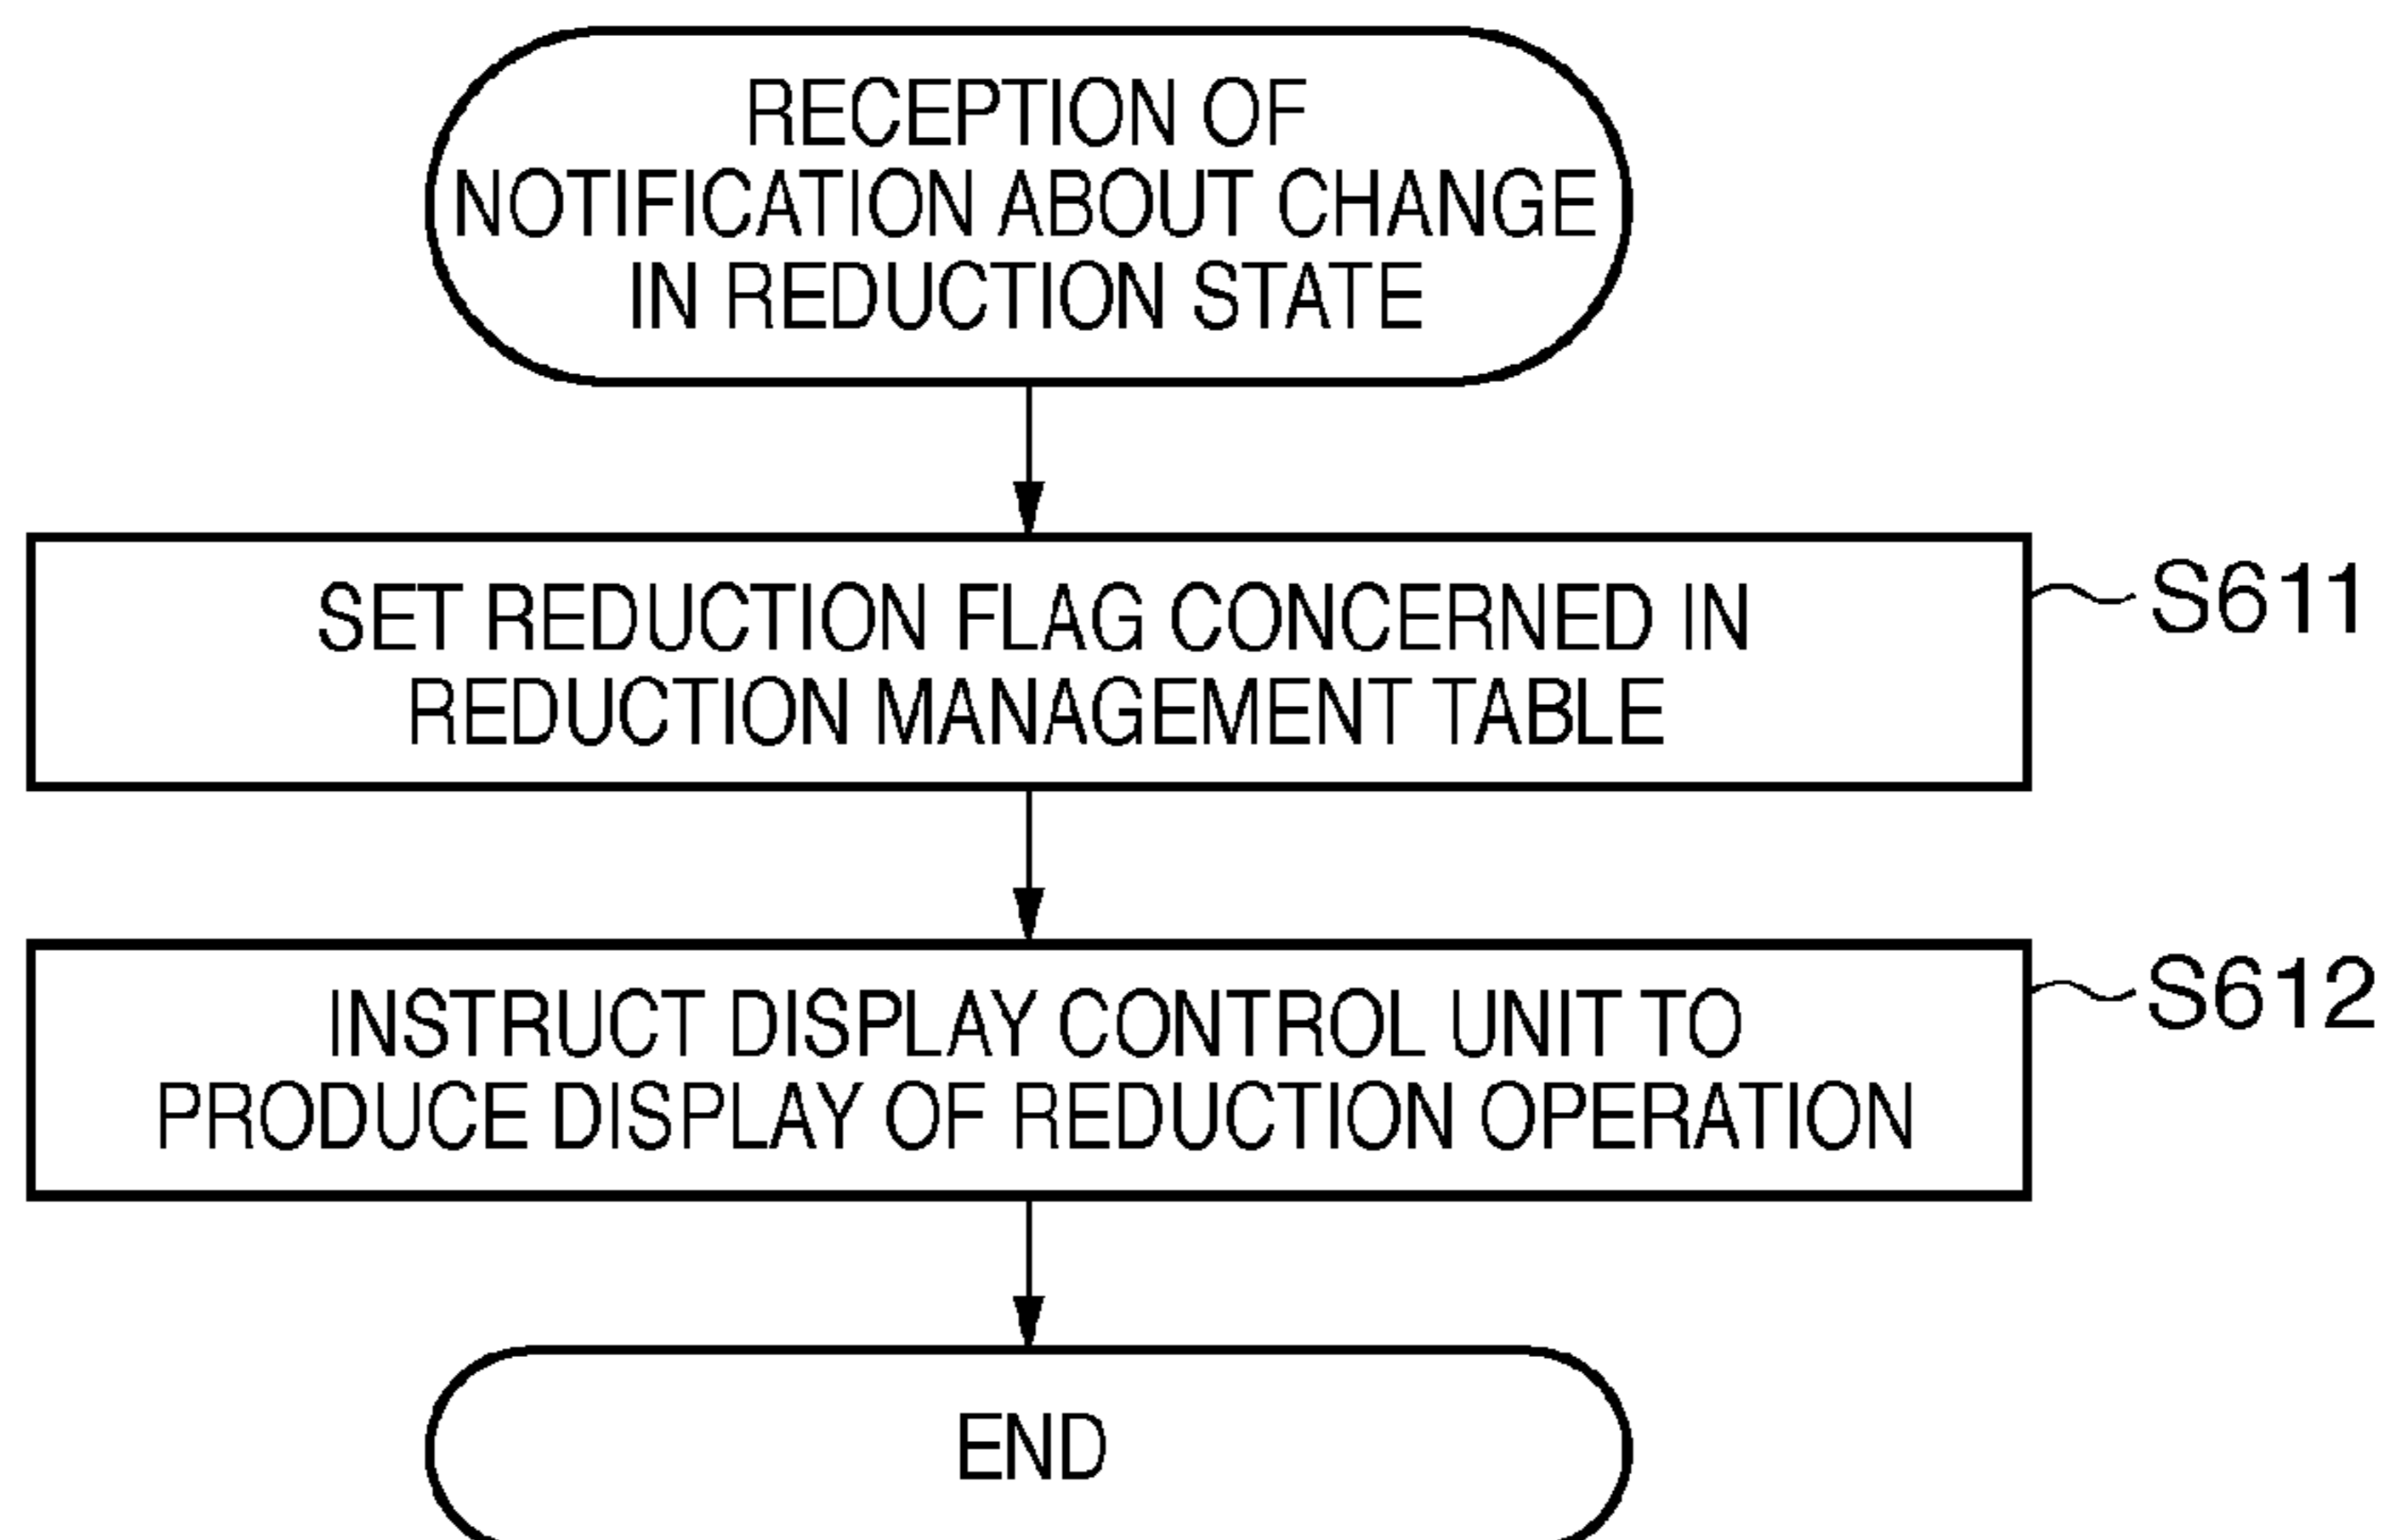 RECEPTION OF
NOTIFICATION ABOUT CHANGE
IN REDUCTION STATE
SET REDUCTION FLAG CONCERNED IN
REDUCTION MANAGEMENT TABLE
S611
INSTRUCT DISPLAY CONTROL UNIT TO
PRODUCE DISPLAY OF REDUCTION OPERATION
S612
END